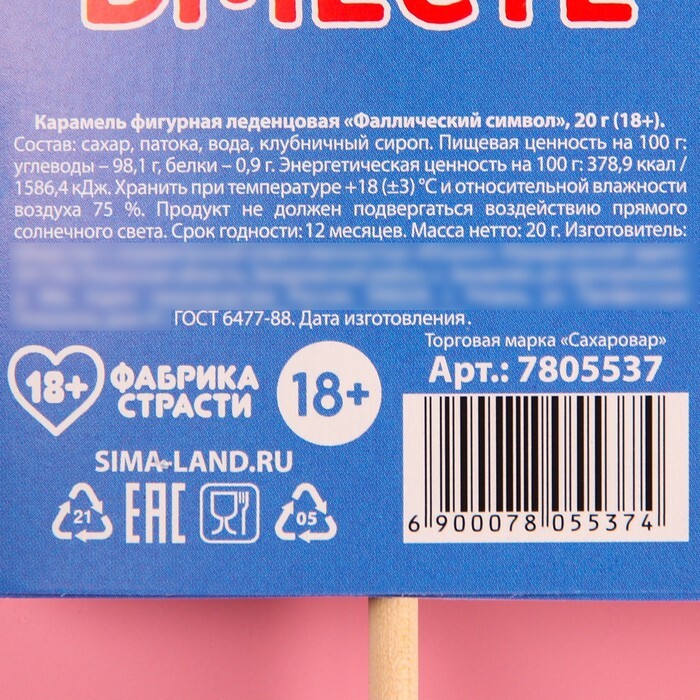 ВМЕСТЕ
Карамель фигурная леденцовая «Фаллический символ», 20 г (18+).
Состав: сахар, патока, вода, клубничный сироп. Пищевая ценность на 100 г:
углеводы – 98,1 г, белки – 0,9 г. Энергетическая ценность на 100 г: 378,9 ккал /
1586,4 кДж. Хранить при температуре +18 (±3) °С и относительной влажности
воздуха 75 %. Продукт не должен подвергаться воздействию прямого
солнечного света. Срок годности: 12 месяцев. Масса нетто: 20 г. Изготовитель:
ГОСТ 6477-88. Дата изготовления.
Торговая марка «Сахаровар»
Арт.: 7805537
18+
ФАБРИКА
СТРАСТИ
18+
SIMA-LAND.RU
21
EAC
05
6 900078 055374